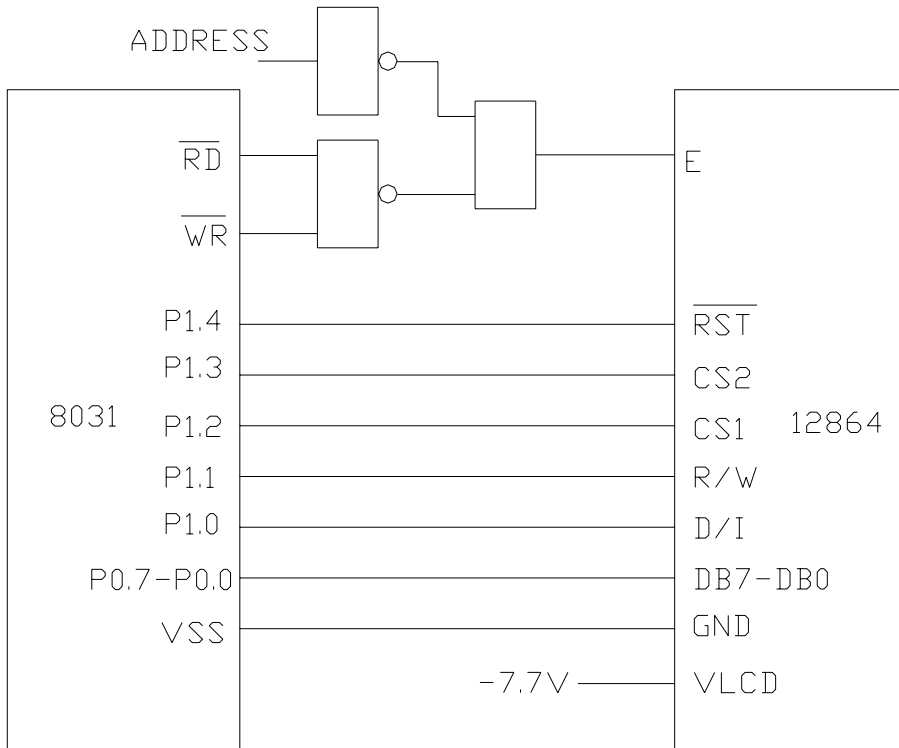 ADDRESS
RD
E
WR
P1.4
RST
P1.3
CS2
8031
P1.2
CS1
12864
P1.1
R/W
P1.0
D/I
P0.7-P0.0
DB7-DB0
VSS
GND
-7.7V
VLCD